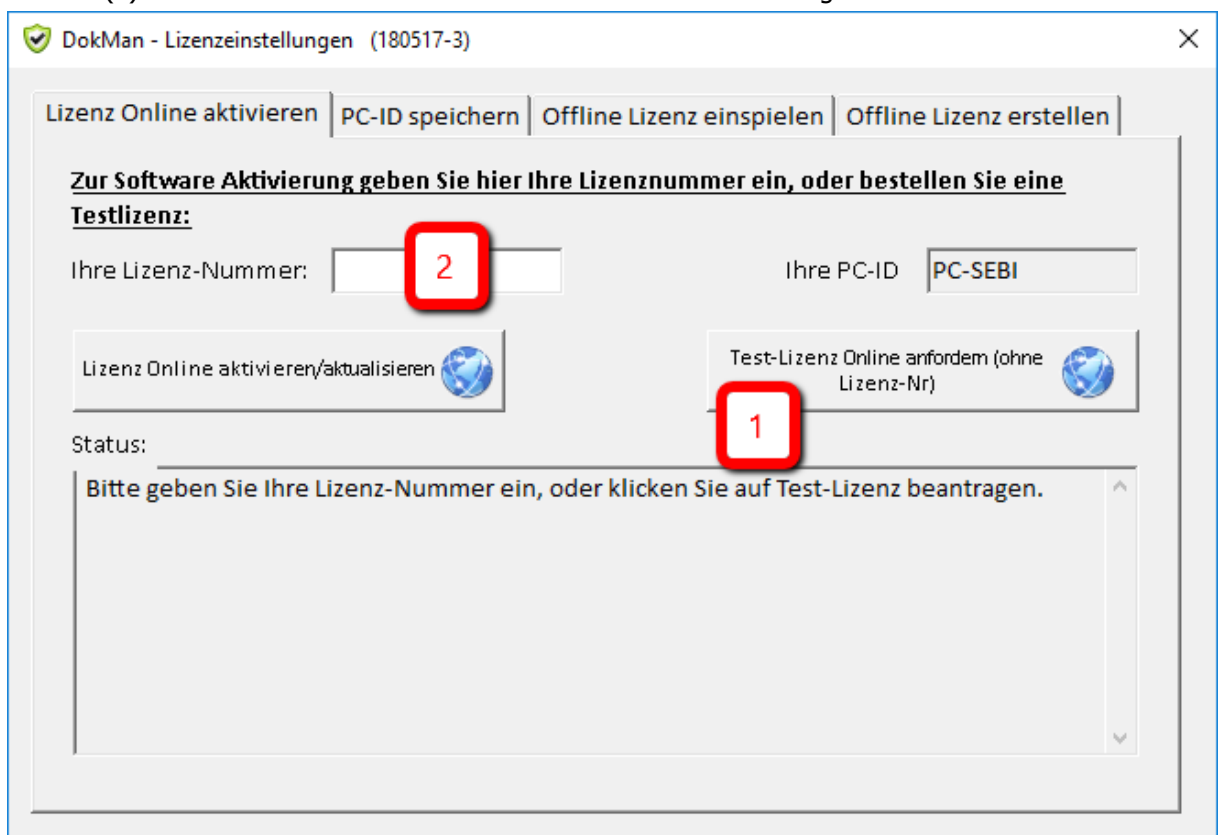 DokMan - Lizenzeinstellungen (180517-3)
Lizenz Online aktivieren PC-ID speichern Offline Lizenz einspielen Offline Lizenz erstellen
Zur Software Aktivierung geben Sie hier Ihre Lizenznummer ein, oder bestellen Sie eine
Testlizenz:
Ihre Lizenz-Nummer: 2 Ihre PC-ID PC-SEBI
Lizenz Online aktivieren/aktualisieren
Test-Lizenz Online anfordern (ohne
Lizenz-Nr)
1
Status:
Bitte geben Sie Ihre Lizenz-Nummer ein, oder klicken Sie auf Test-Lizenz beantragen.